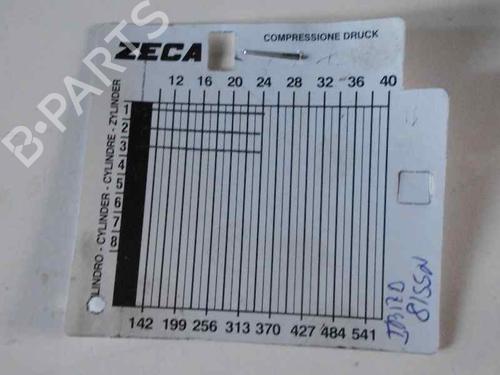 ZECA
COMPRESSIONE DRUCK
12 16 20 24 28 32 36 40
LINDRO - CYLINDER - CYLINDRE - ZYLINDER
1
2
3
4
5
6
7
8
142 199 256 313 370 427 484 541
B-PARTS